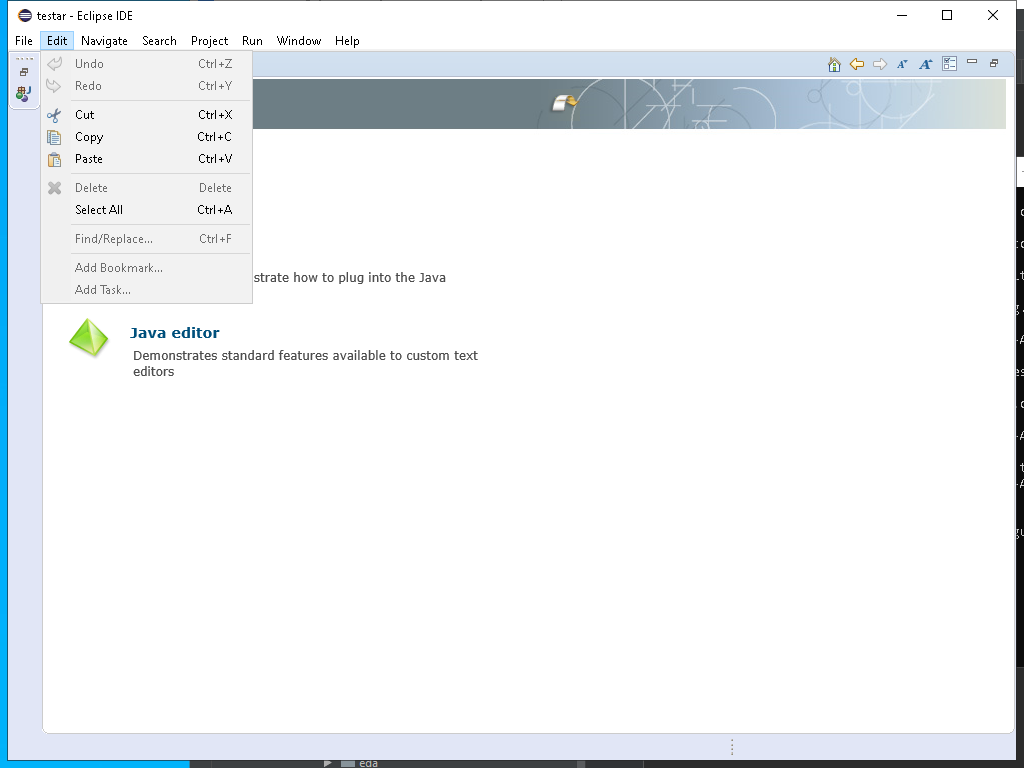 testar - Eclipse IDE
File Edit Navigate Search Project Run Window Help
Undo Ctrl+Z
Redo Ctrl+Y
Cut Ctrl+X
Copy Ctrl+C
Paste Ctrl+V
Delete Delete
Select All Ctrl+A
Find/Replace... Ctrl+F
Add Bookmark...
Add Task...
strate how to plug into the Java
Java editor
Demonstrates standard features available to custom text
editors
eda